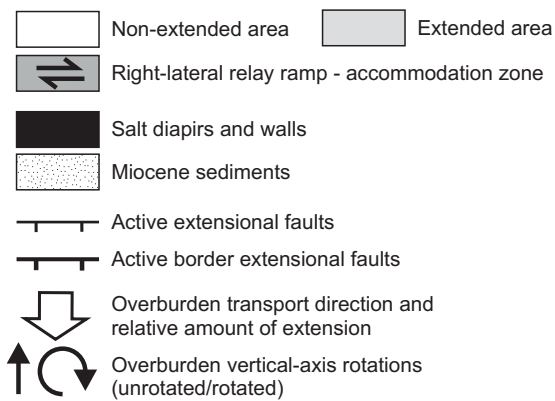 Non-extended area
Extended area
Right-lateral relay ramp - accommodation zone
Salt diapirs and walls
Miocene sediments
Active extensional faults
Active border extensional faults
Overburden transport direction and
relative amount of extension
Overburden vertical-axis rotations
(unrotated/rotated)